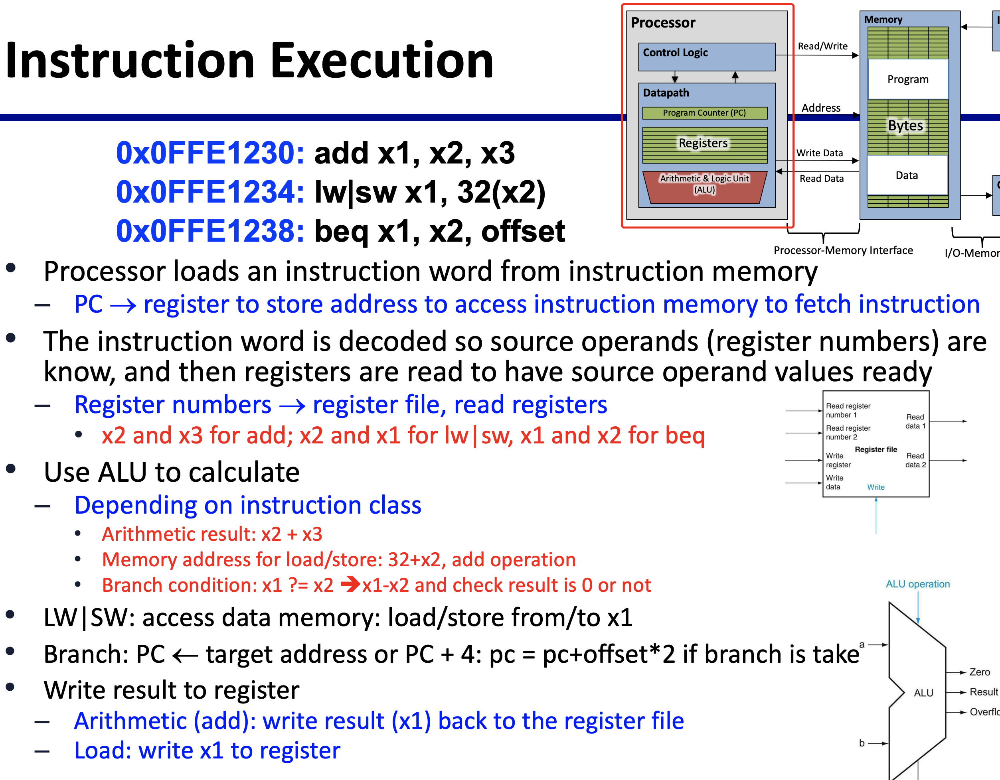 Instruction Execution
Processor
Control Logic
Datapath
Program Counter (PC)
Registers
Arithmetic & Logic Unit
(ALU)
Read/Write
Address
Write Data
Read Data
Memory
Program
Bytes
Data
Processor-Memory Interface
0x0FFE1230: add x1, x2, x3
0x0FFE1234: lw|sw x1, 32(x2)
0x0FFE1238: beq x1, x2, offset
• Processor loads an instruction word from instruction memory
– PC → register to store address to access instruction memory to fetch instruction
• The instruction word is decoded so source operands (register numbers) are
know, and then registers are read to have source operand values ready
– Register numbers → register file, read registers
• x2 and x3 for add; x2 and x1 for lw|sw, x1 and x2 for beq
Read register
number 1
Read register
number 2
Write
register
Write
data
Register file
Read
data 1
Read
data 2
Write
• Use ALU to calculate
– Depending on instruction class
• Arithmetic result: x2 + x3
• Memory address for load/store: 32+x2, add operation
• Branch condition: x1 ?= x2 ➔x1-x2 and check result is 0 or not
• LW|SW: access data memory: load/store from/to x1
• Branch: PC ← target address or PC + 4: pc = pc+offset*2 if branch is take
• Write result to register
– Arithmetic (add): write result (x1) back to the register file
– Load: write x1 to register
ALU operation
a
b
ALU
Zero
Result